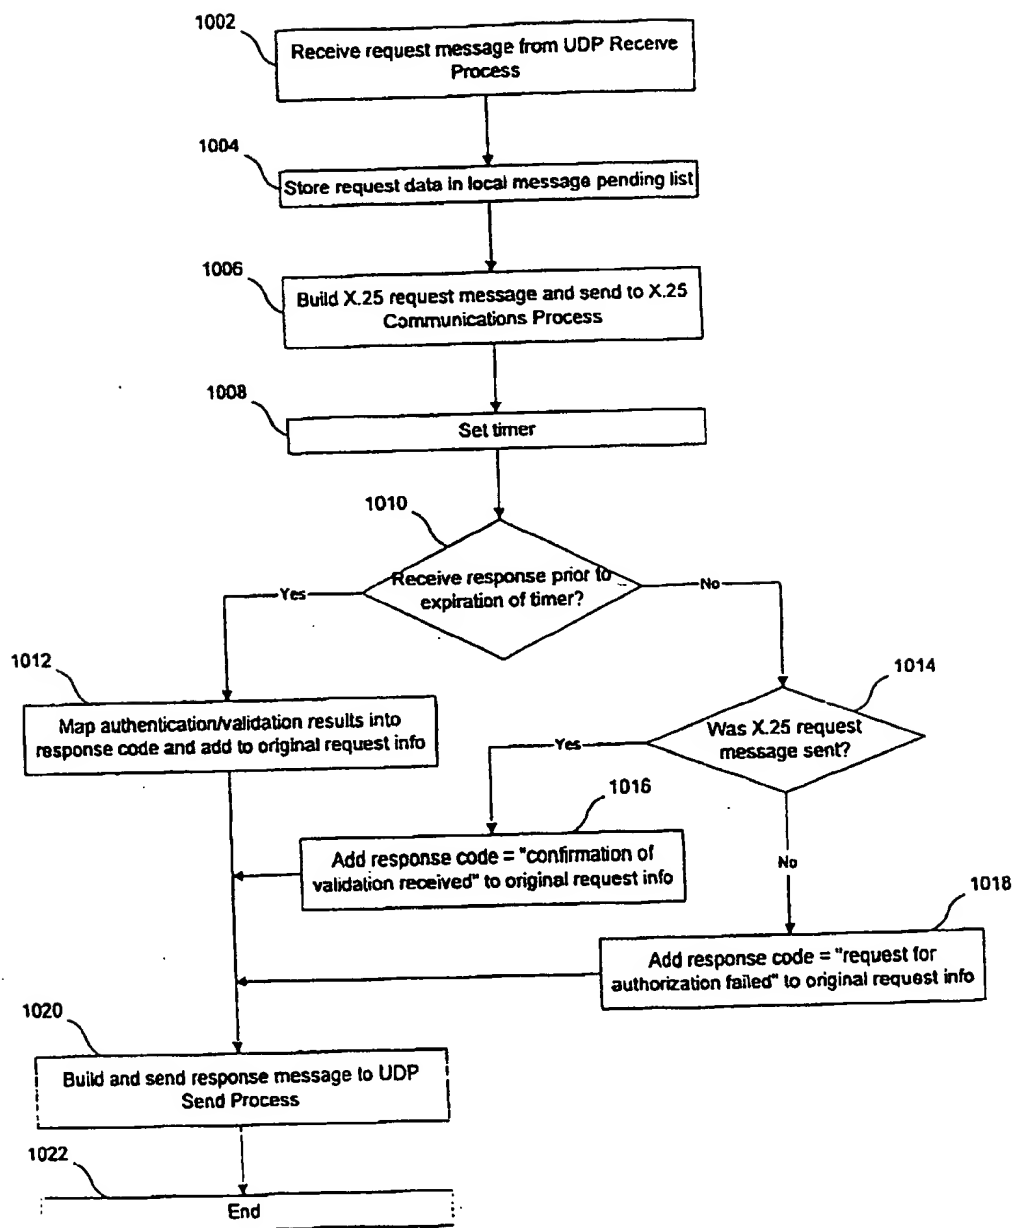 1002
Receive request message from UDP Receive
Process
1004
Store request data in local message pending list
1006
Build X.25 request message and send to X.25
Communications Process
1008
Set timer
1010
Receive response prior to
expiration of timer?
Yes
No
1012
Map authentication/validation results into
response code and add to original request info
1014
Was X.25 request
message sent?
Yes
1016
Add response code = "confirmation of
validation received" to original request info
No
1018
Add response code = "request for
authorization failed" to original request info
1020
Build and send response message to UDP
Send Process
1022
End